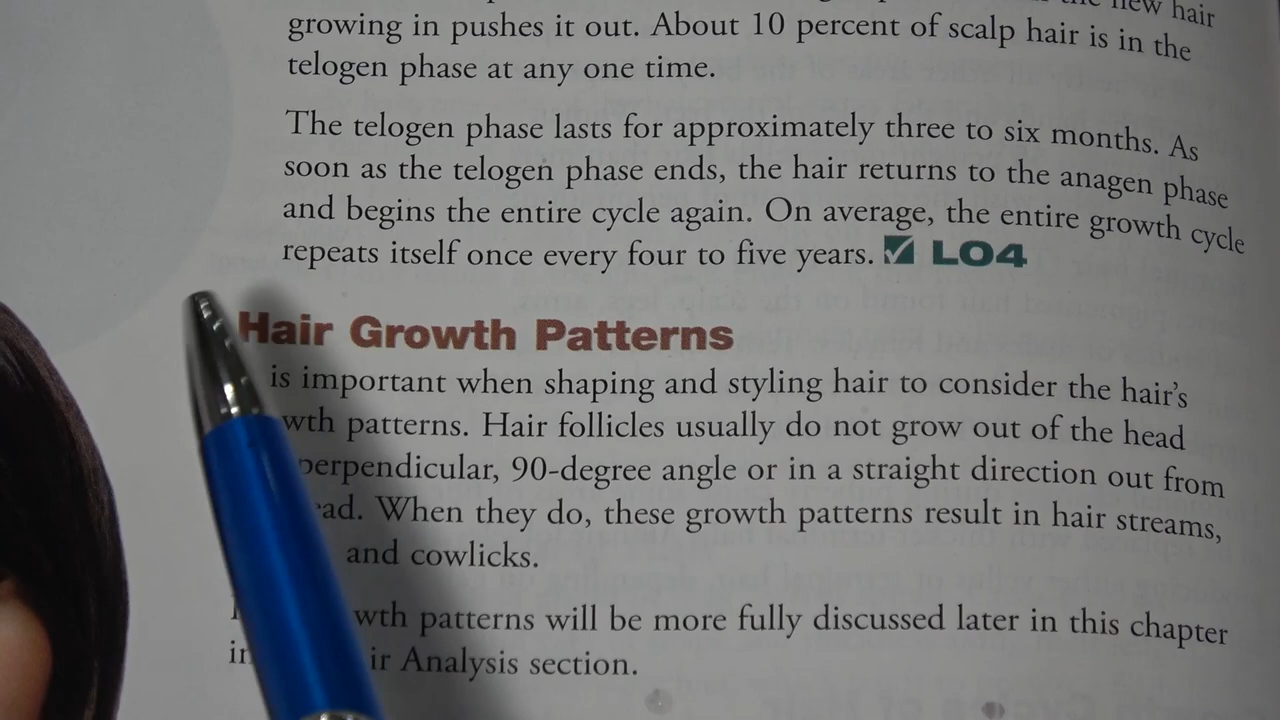 new hair
growing in pushes it out. About 10 percent of scalp hair is in the
telogen phase at any one time.
The telogen phase lasts for approximately three to six months. As
soon as the telogen phase ends, the hair returns to the anagen phase
and begins the entire cycle again. On average, the entire growth cycle
repeats itself once every four to five years. LO4
Hair Growth Patterns
is important when shaping and styling hair to consider the hair's
wth patterns. Hair follicles usually do not grow out of the head
perpendicular, 90-degree angle or in a straight direction out from
ad. When they do, these growth patterns result in hair streams,
and cowlicks.
wth patterns will be more fully discussed later in this chapter
in ir Analysis section.